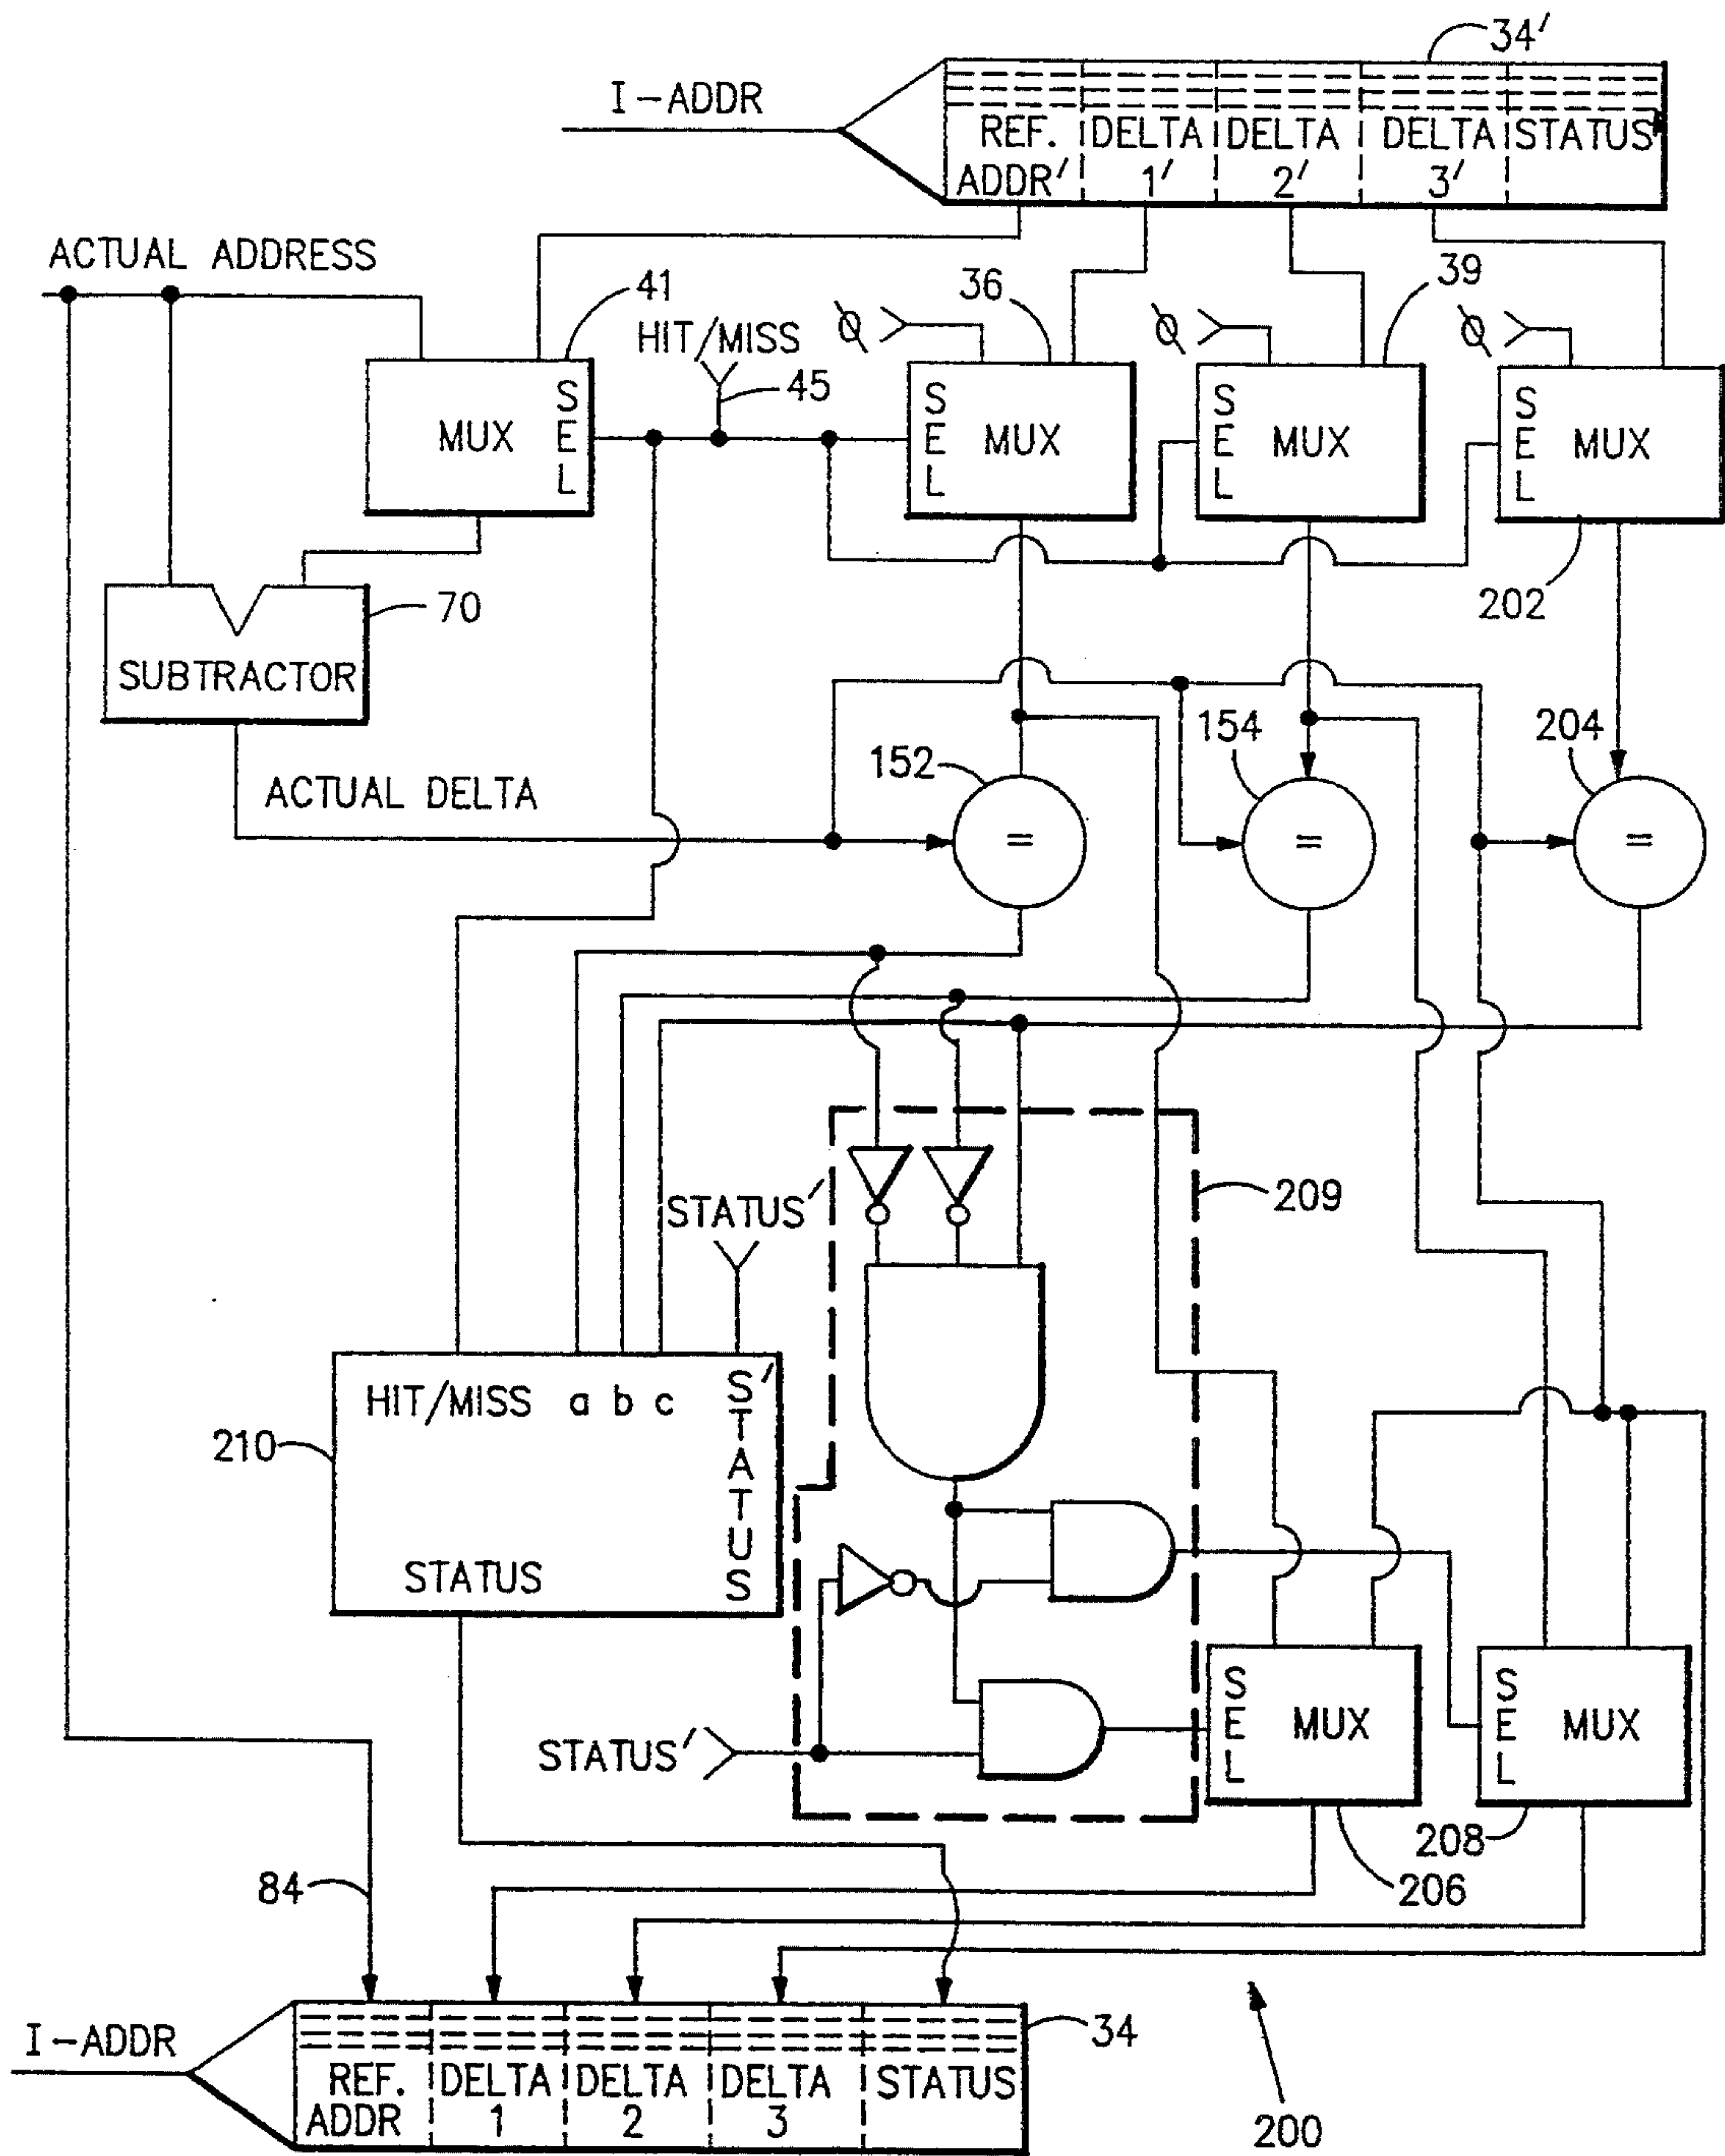 34′
I-ADDR
REF. DELTA DELTA DELTA STATUS′
ADDR′ 1′ 2′ 3′
ACTUAL ADDRESS
41
36
39
HIT/MISS
Ø
Ø
Ø
45
MUX
SEL
SEL
MUX
SEL
MUX
SEL
MUX
202
70
SUBTRACTOR
152
154
204
ACTUAL DELTA
=
=
=
STATUS′
209
HIT/MISS a b c
STATUS′
210
STATUS
SEL
MUX
SEL
MUX
STATUS′
208
206
84
I-ADDR
34
REF. DELTA DELTA DELTA STATUS
ADDR 1 2 3
200